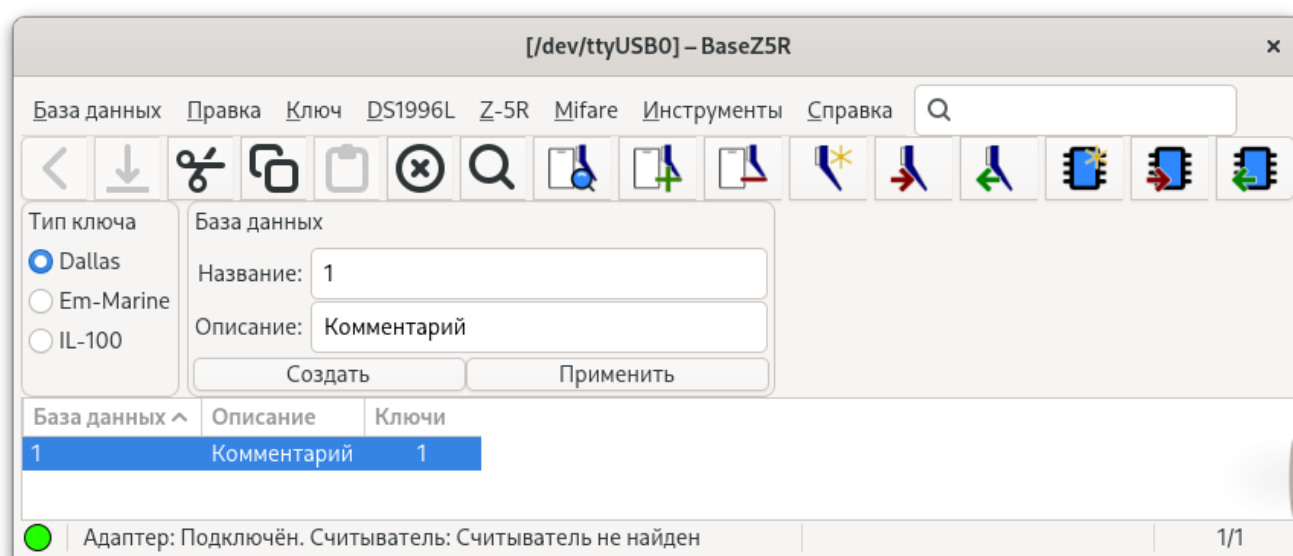 [/dev/ttyUSB0] – BaseZ5R
База данных Правка Ключ DS1996L Z-5R Mifare Инструменты Справка
Тип ключа
Dallas
Em-Marine
IL-100
База данных
Название: 1
Описание: Комментарий
Создать Применить
База данных Описание Ключи
1 Комментарий 1
Адаптер: Подключён. Считыватель: Считыватель не найден 1/1